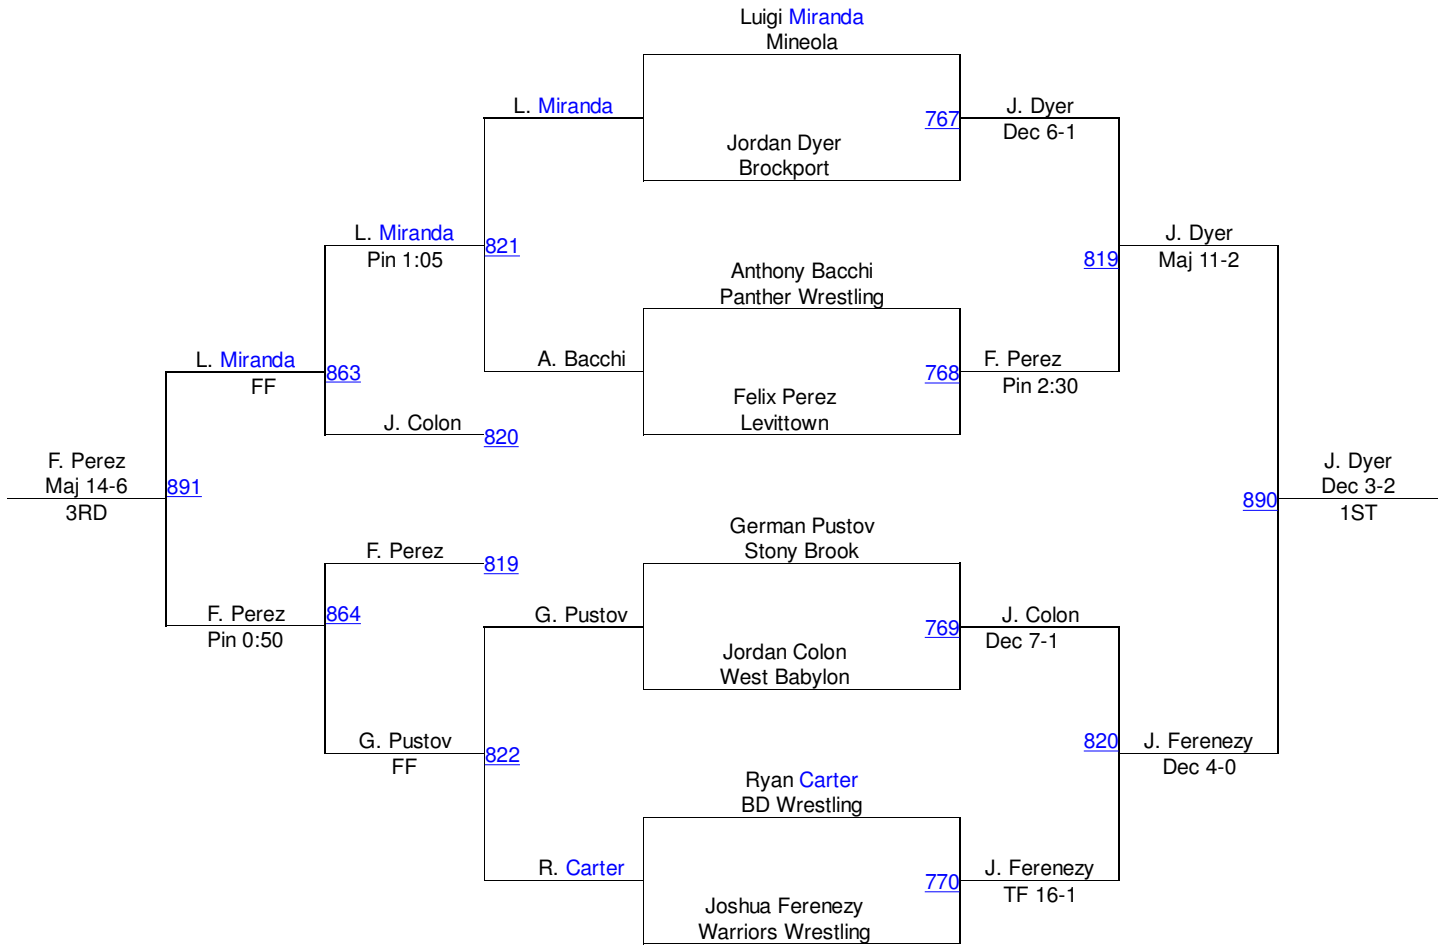 Luigi Miranda
Mineola
L. Miranda
767
J. Dyer
Dec 6-1
Jordan Dyer
Brockport
L. Miranda
Pin 1:05
821
J. Dyer
Maj 11-2
819
Anthony Bacchi
Panther Wrestling
L. Miranda
FF
863
A. Bacchi
768
F. Perez
Pin 2:30
Felix Perez
Levittown
J. Colon
820
F. Perez
Maj 14-6
3RD
891
J. Dyer
Dec 3-2
1ST
890
German Pustov
Stony Brook
F. Perez
819
F. Perez
Pin 0:50
864
G. Pustov
769
J. Colon
Dec 7-1
Jordan Colon
West Babylon
G. Pustov
FF
822
820
J. Ferenezy
Dec 4-0
Ryan Carter
BD Wrestling
R. Carter
770
J. Ferenezy
TF 16-1
Joshua Ferenezy
Warriors Wrestling